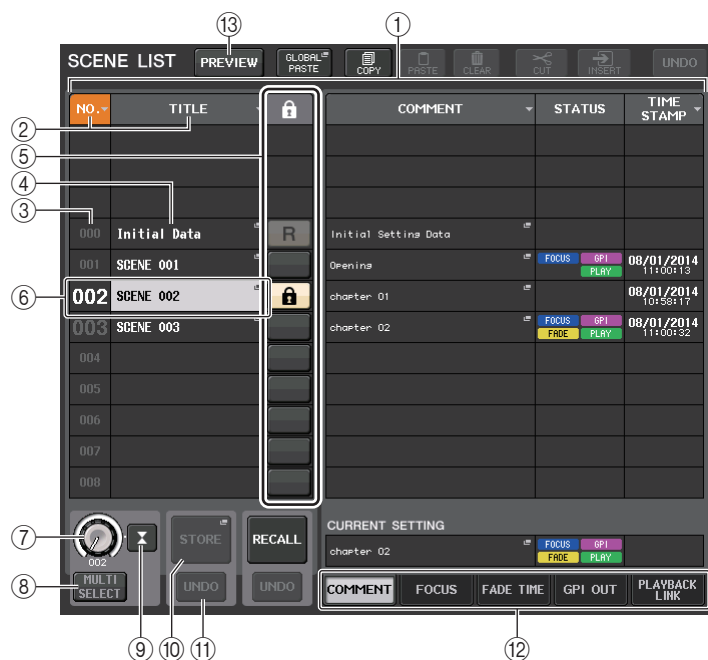 ⑬ ①
SCENE LIST PREVIEW GLOBAL PASTE COPY PASTE CLEAR CUT INSERT UNDO
② NO. TITLE COMMENT STATUS TIME STAMP
⑤
④
③ 000 Initial Data R Initial Setting Data
001 SCENE 001 Opening FOCUS GPI PLAY 08/01/2014 11:00:13
⑥ 002 SCENE 002 chapter 01 08/01/2014 10:58:17
003 SCENE 003 chapter 02 FOCUS GPI FADE PLAY 08/01/2014 11:00:32
004
005
006
007
008
CURRENT SETTING
⑦ 002 STORE RECALL chapter 02 FOCUS GPI FADE PLAY
⑧ MULTI SELECT UNDO UNDO COMMENT FOCUS FADE TIME GPI OUT PLAYBACK LINK
⑨ ⑩ ⑪ ⑫